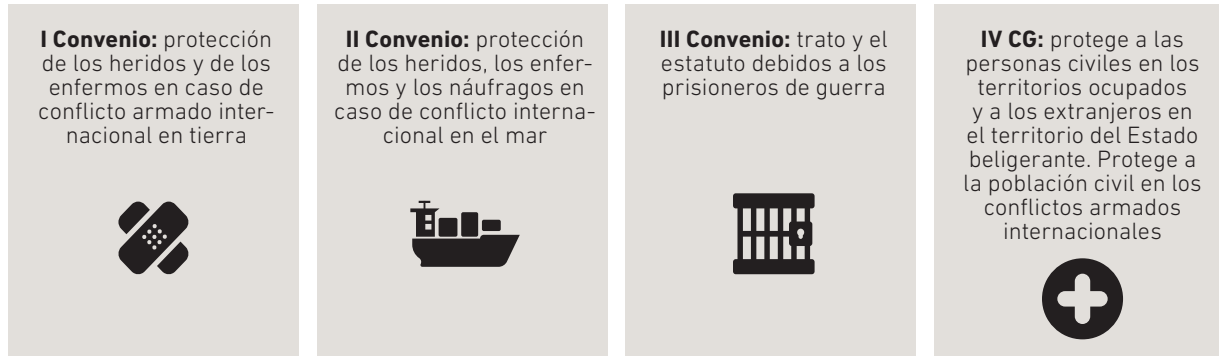 I Convenio: protección
de los heridos y de los
enfermos en caso de
conflicto armado inter-
nacional en tierra
II Convenio: protección
de los heridos, los enfer-
mos y los náufragos en
caso de conflicto interna-
cional en el mar
III Convenio: trato y el
estatuto debidos a los
prisioneros de guerra
IV CG: protege a las
personas civiles en los
territorios ocupados
y a los extranjeros en
el territorio del Estado
beligerante. Protege a
la población civil en los
conflictos armados
internacionales